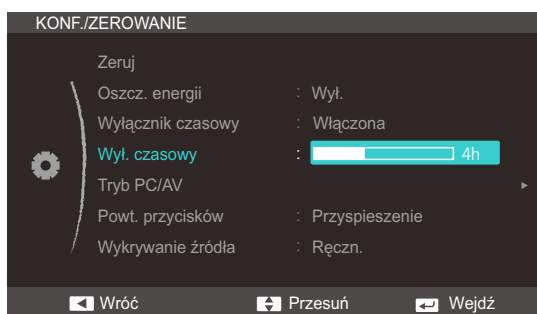 KONF./ZEROWANIE
Zeruj
Oszcz. energii : Wył.
Wyłącznik czasowy : Włączona
Wył. czasowy : 4h
Tryb PC/AV
Powt. przycisków : Przyspieszenie
Wykrywanie źródła : Ręczn.
Wróć Przesuń Wejdź